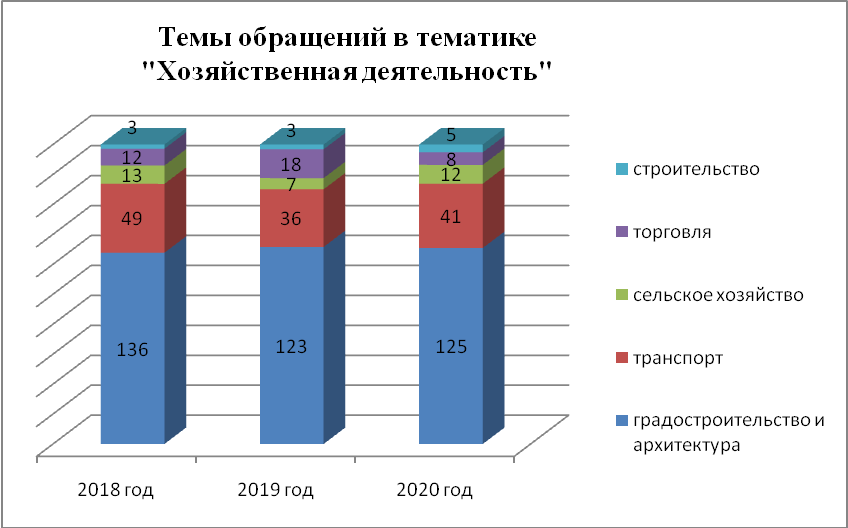 Темы обращений в тематике
"Хозяйственная деятельность"
3
12
13
49
136
3
18
7
36
123
5
8
12
41
125
2018 год
2019 год
2020 год
строительство
торговля
сельское хозяйство
транспорт
градостроительство и
архитектура